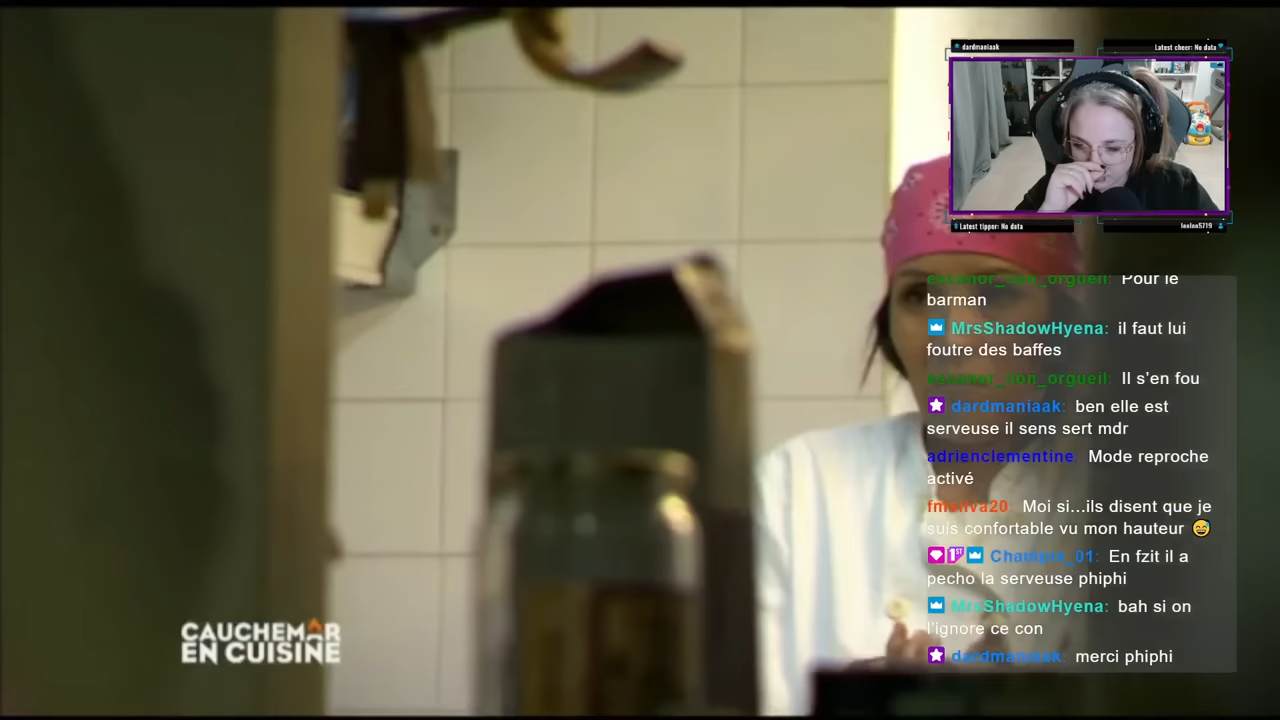 dardmaniaak
Latest cheer: No data
Latest tipper: No data
Pour le
barman
MrsShadowHyena: il faut lui
foutre des baffes
escanor_lion_orgueil: Il s'en fou
dardmaniaak: ben elle est
serveuse il sens sert mdr
adrienclementine: Mode reproche
activé
Moi si...ils disent que je
suis confortable vu mon hauteur 😅
1ST Champix_01: En fzit il a
pecho la serveuse phiphi
MrsShadowHyena: bah si on
l'ignore ce con
dardmaniaak: merci phiphi
CAUCHEMAR
EN CUISINE